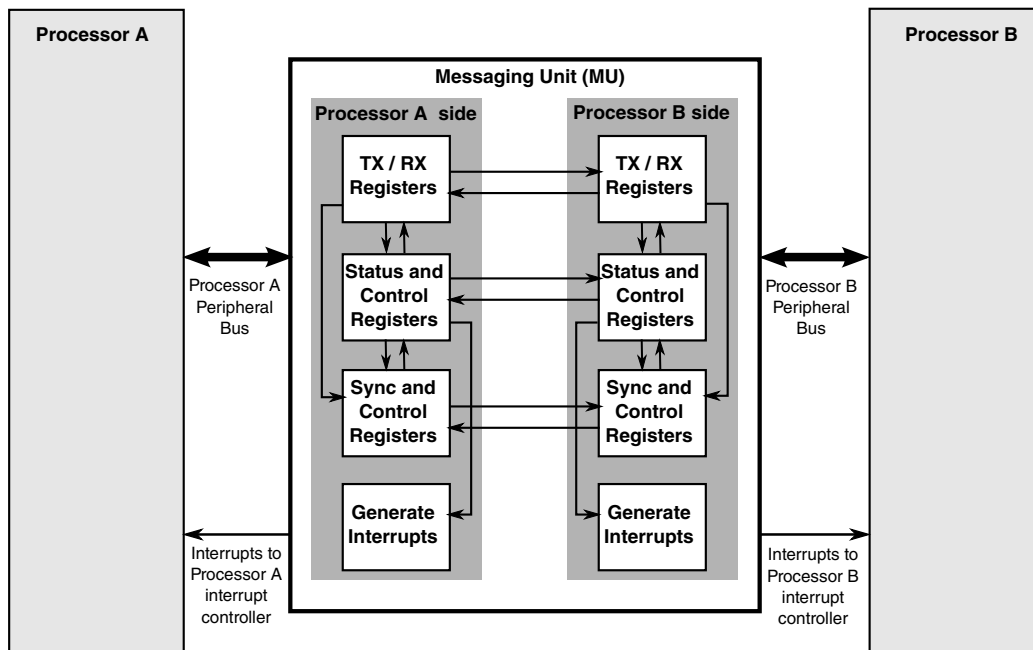 Processor A
Processor B
Messaging Unit (MU)
Processor A side
TX / RX
Registers
Status and
Control
Registers
Sync and
Control
Registers
Generate
Interrupts
Processor B side
TX / RX
Registers
Status and
Control
Registers
Sync and
Control
Registers
Generate
Interrupts
Processor A
Peripheral
Bus
Processor B
Peripheral
Bus
Interrupts to
Processor A
interrupt
controller
Interrupts to
Processor B
interrupt
controller